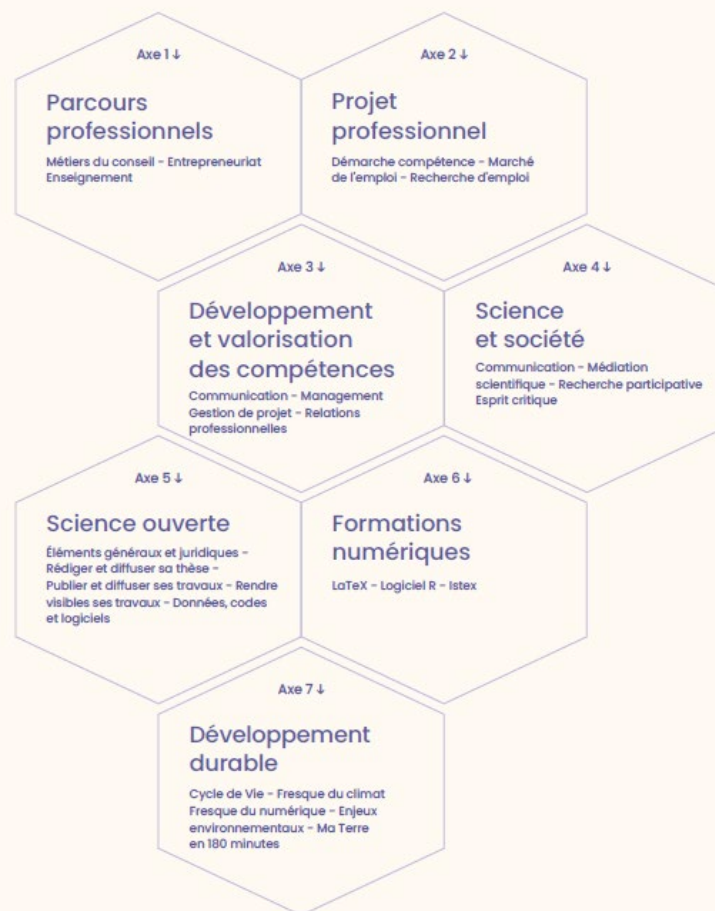 Axe 1 ↓
Parcours
professionnels
Métiers du conseil - Entrepreneuriat
Enseignement
Axe 2 ↓
Projet
professionnel
Démarche compétence - Marché
de l'emploi - Recherche d'emploi
Axe 3 ↓
Développement
et valorisation
des compétences
Communication - Management
Gestion de projet - Relations
professionnelles
Axe 4 ↓
Science
et société
Communication - Médiation
scientifique - Recherche participative
Esprit critique
Axe 5 ↓
Science ouverte
Éléments généraux et juridiques -
Rédiger et diffuser sa thèse -
Publier et diffuser ses travaux - Rendre
visibles ses travaux - Données, codes
et logiciels
Axe 6 ↓
Formations
numériques
LaTeX - Logiciel R - Istex
Axe 7 ↓
Développement
durable
Cycle de Vie - Fresque du climat
Fresque du numérique - Enjeux
environnementaux - Ma Terre
en 180 minutes